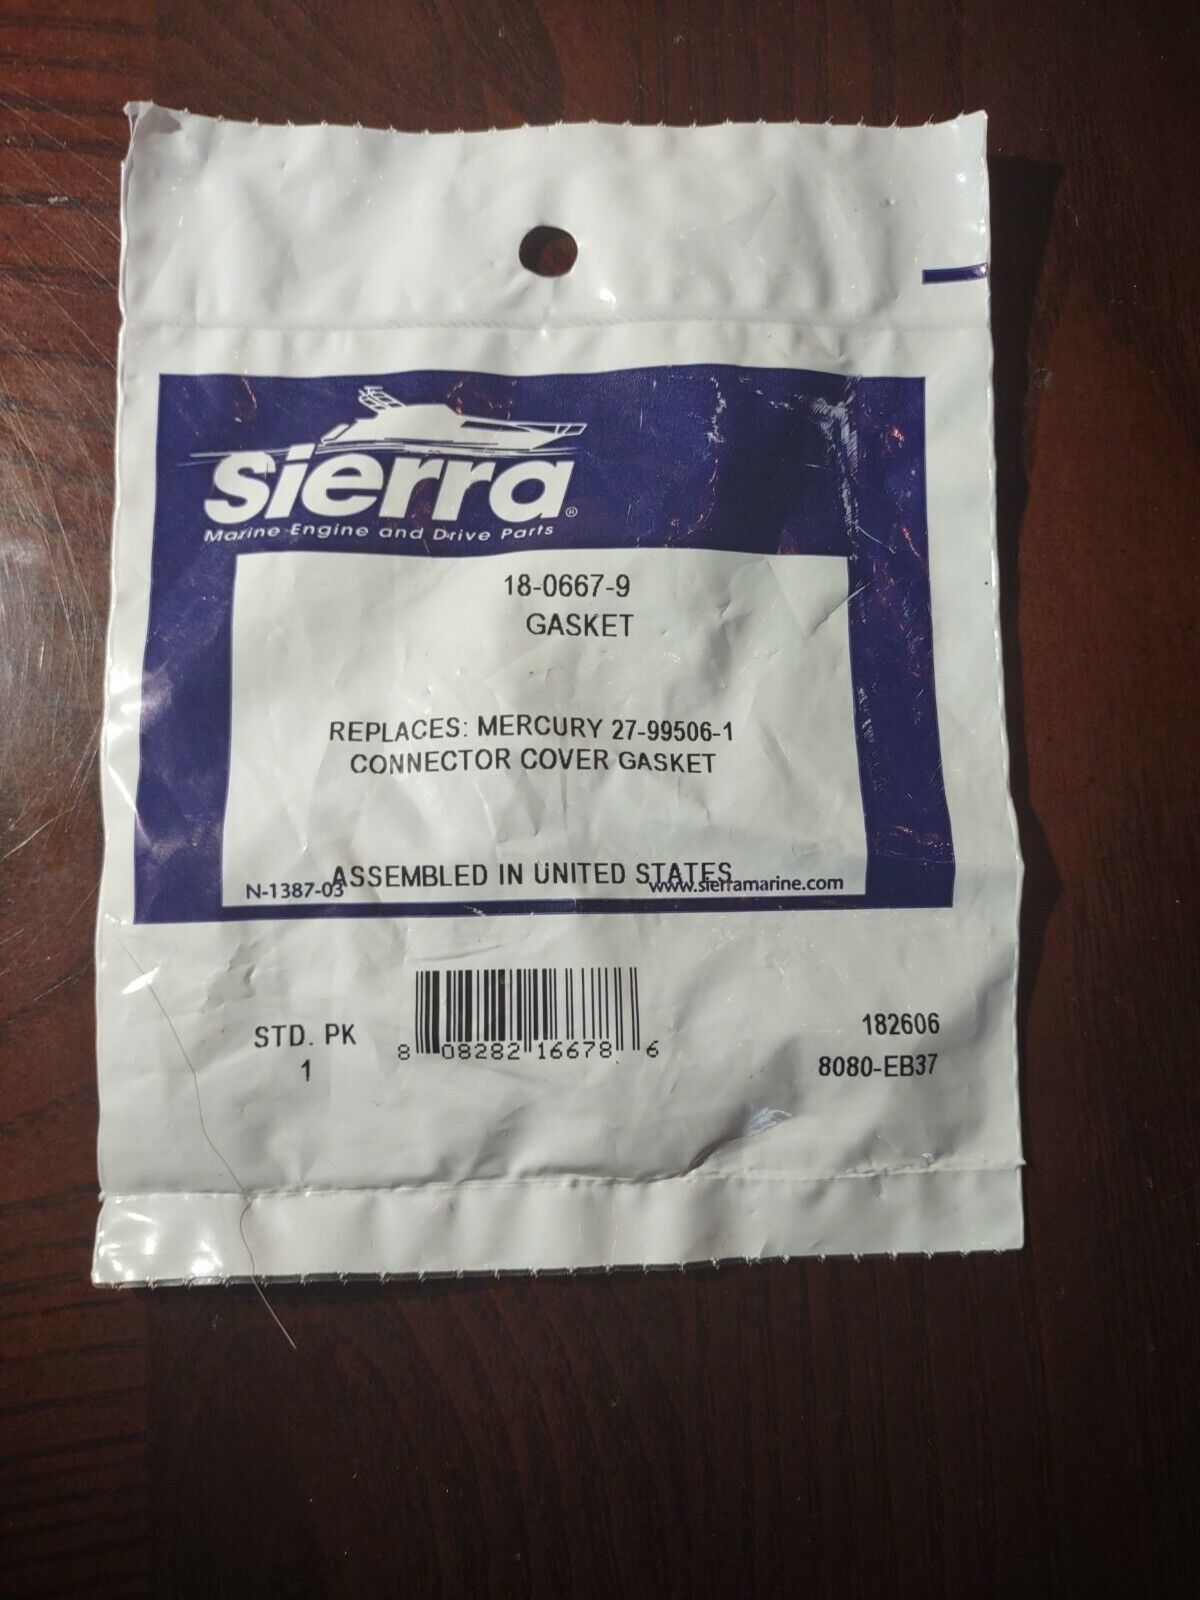 sierra®
Marine Engine and Drive Parts
18-0667-9
GASKET
REPLACES: MERCURY 27-99506-1
CONNECTOR COVER GASKET
ASSEMBLED IN UNITED STATES
N-1387-03
www.sierramarine.com
STD. PK
1
8 08282 16678 6
182606
8080-EB37